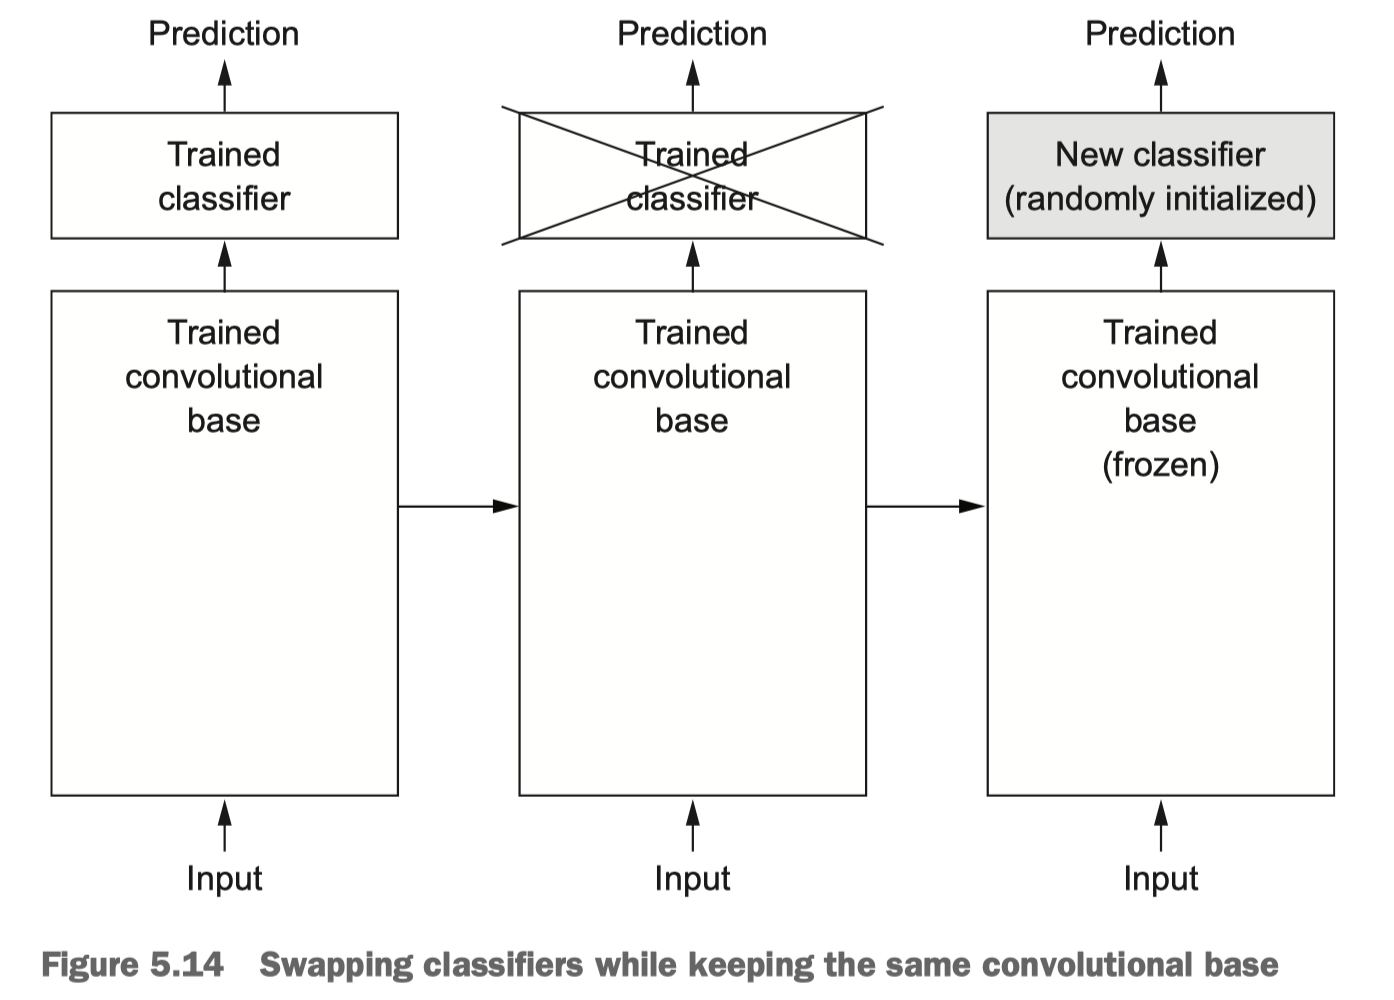 Prediction
Trained
classifier
Trained
convolutional
base
Input
Prediction
Trained
classifier
Trained
convolutional
base
Input
Prediction
New classifier
(randomly initialized)
Trained
convolutional
base
(frozen)
Input
Figure 5.14 Swapping classifiers while keeping the same convolutional base